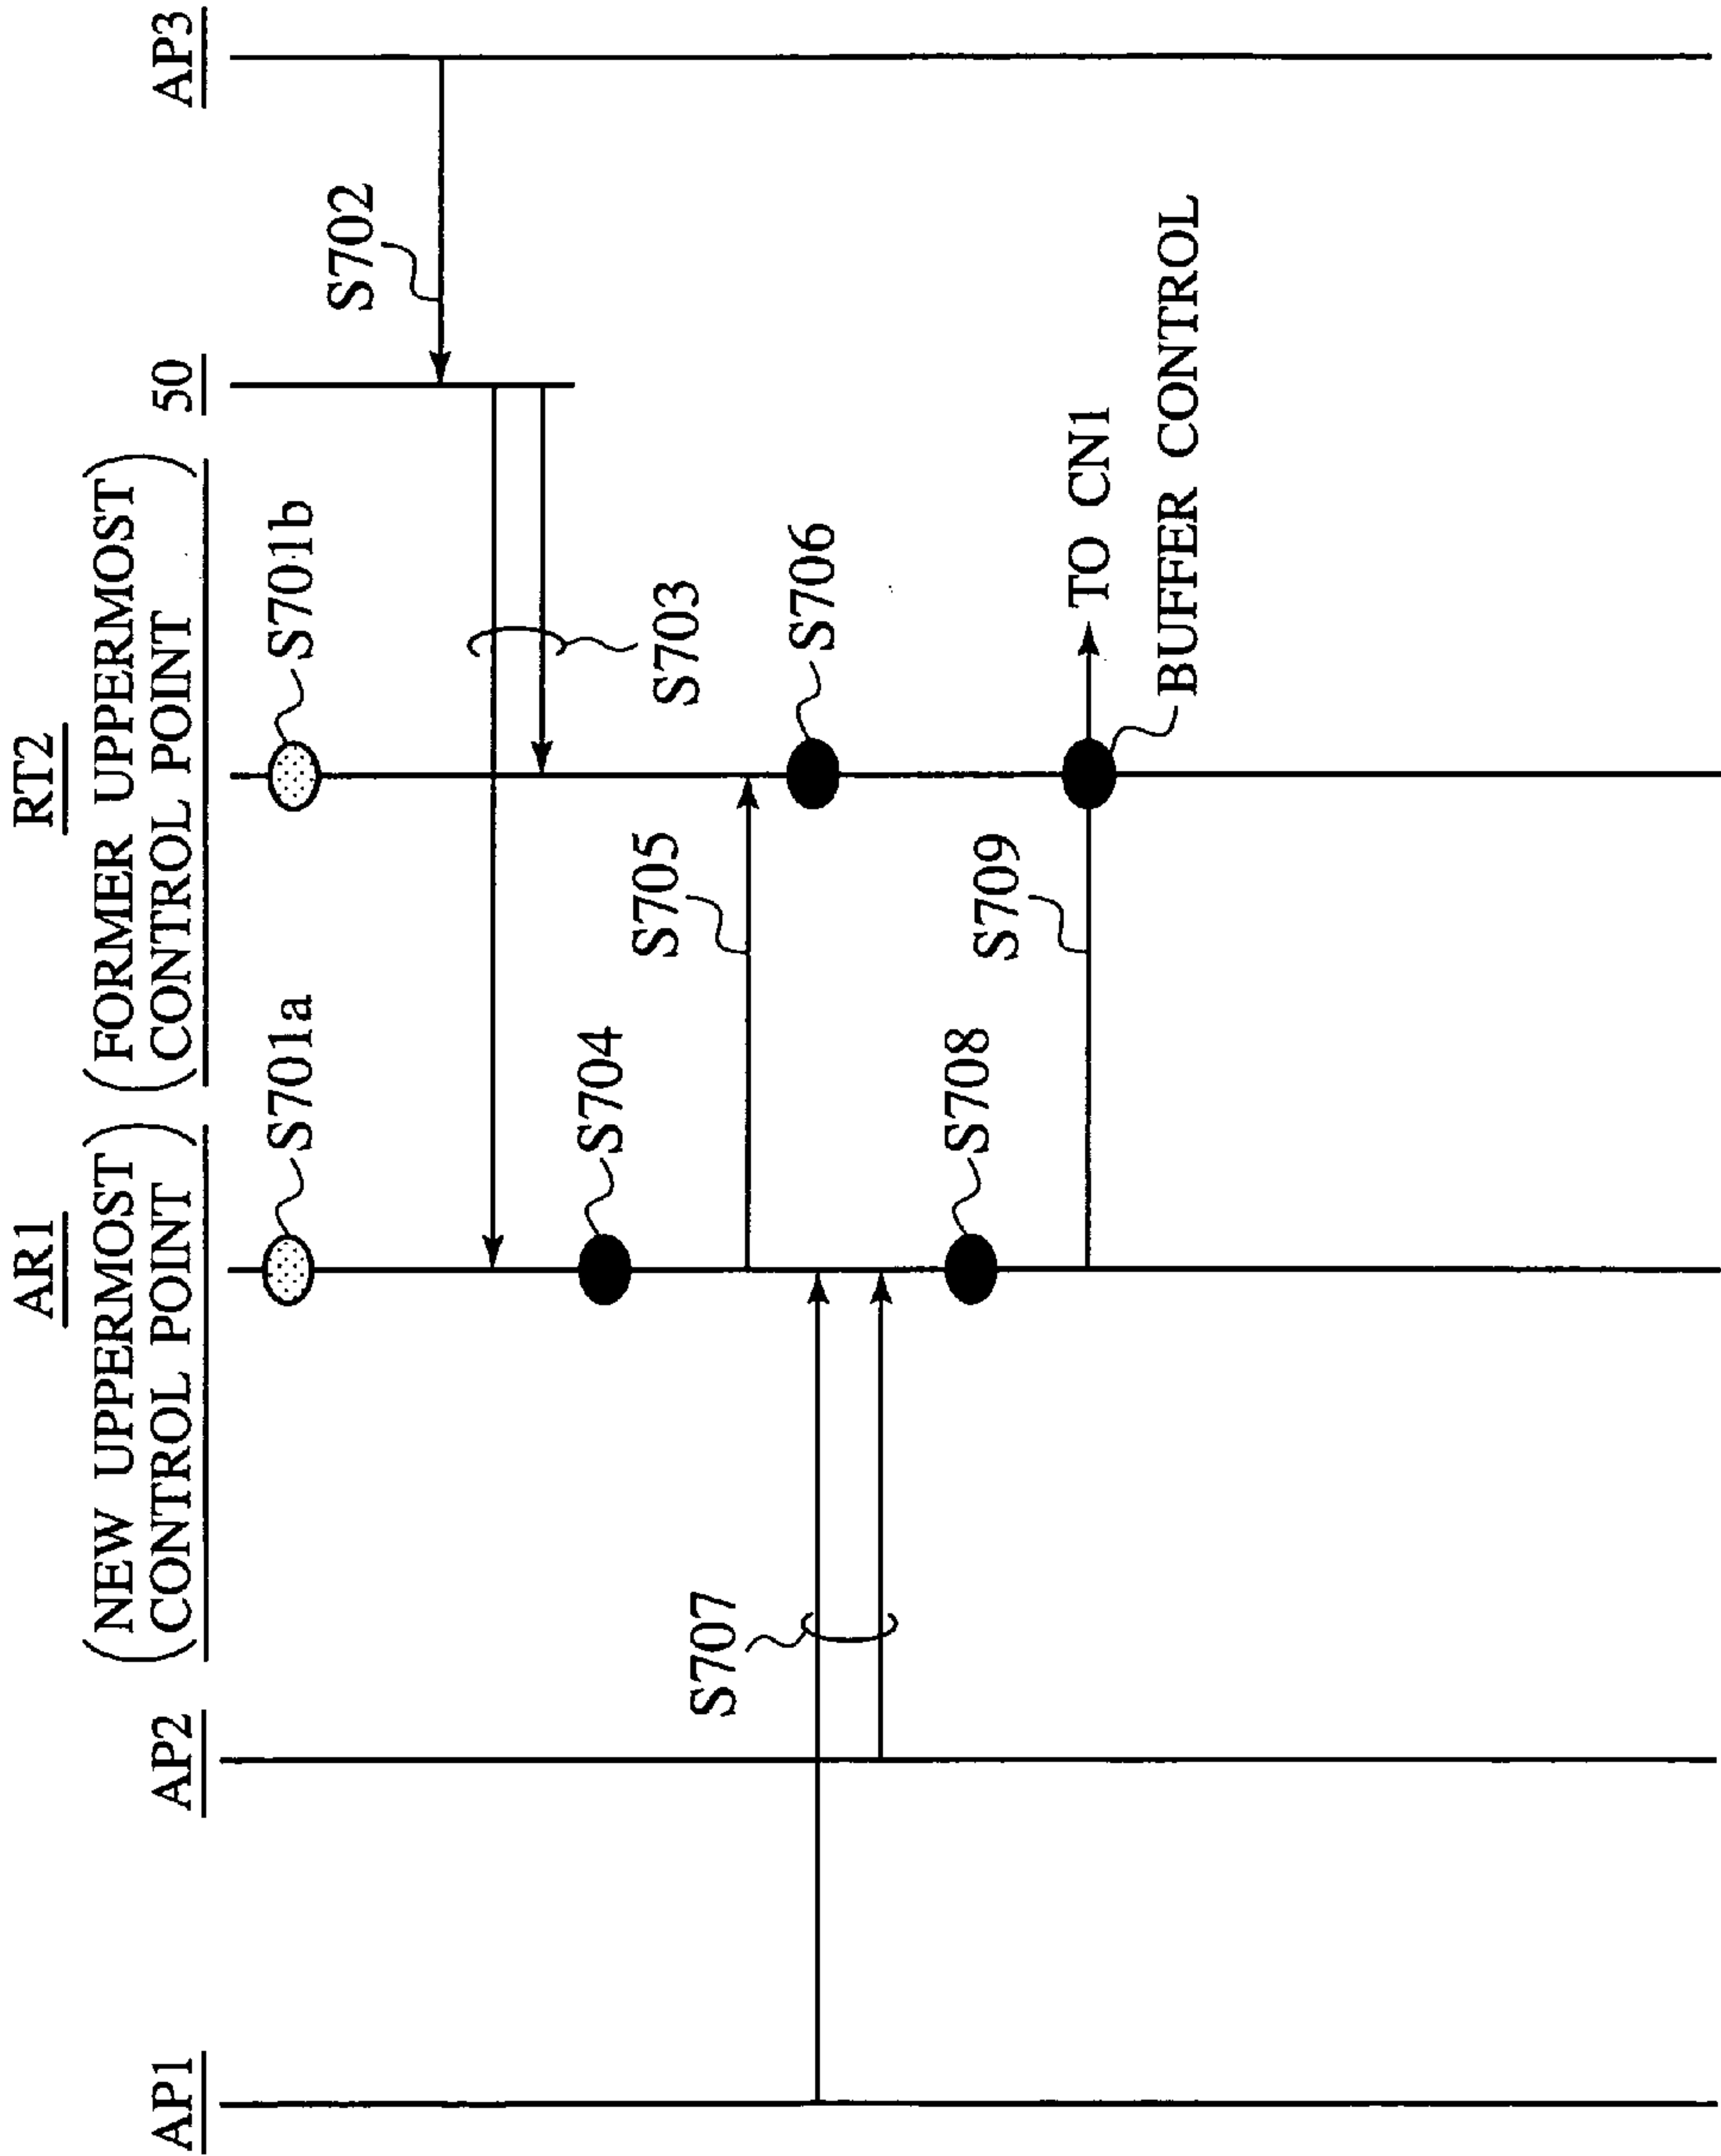 AP1
AP2
AR1
(NEW UPPERMOST
CONTROL POINT)
RT2
(FORMER UPPERMOST
CONTROL POINT)
50
AP3
S701a
S701b
S702
S703
S704
S705
S706
S707
S708
S709
TO CN1
BUFFER CONTROL